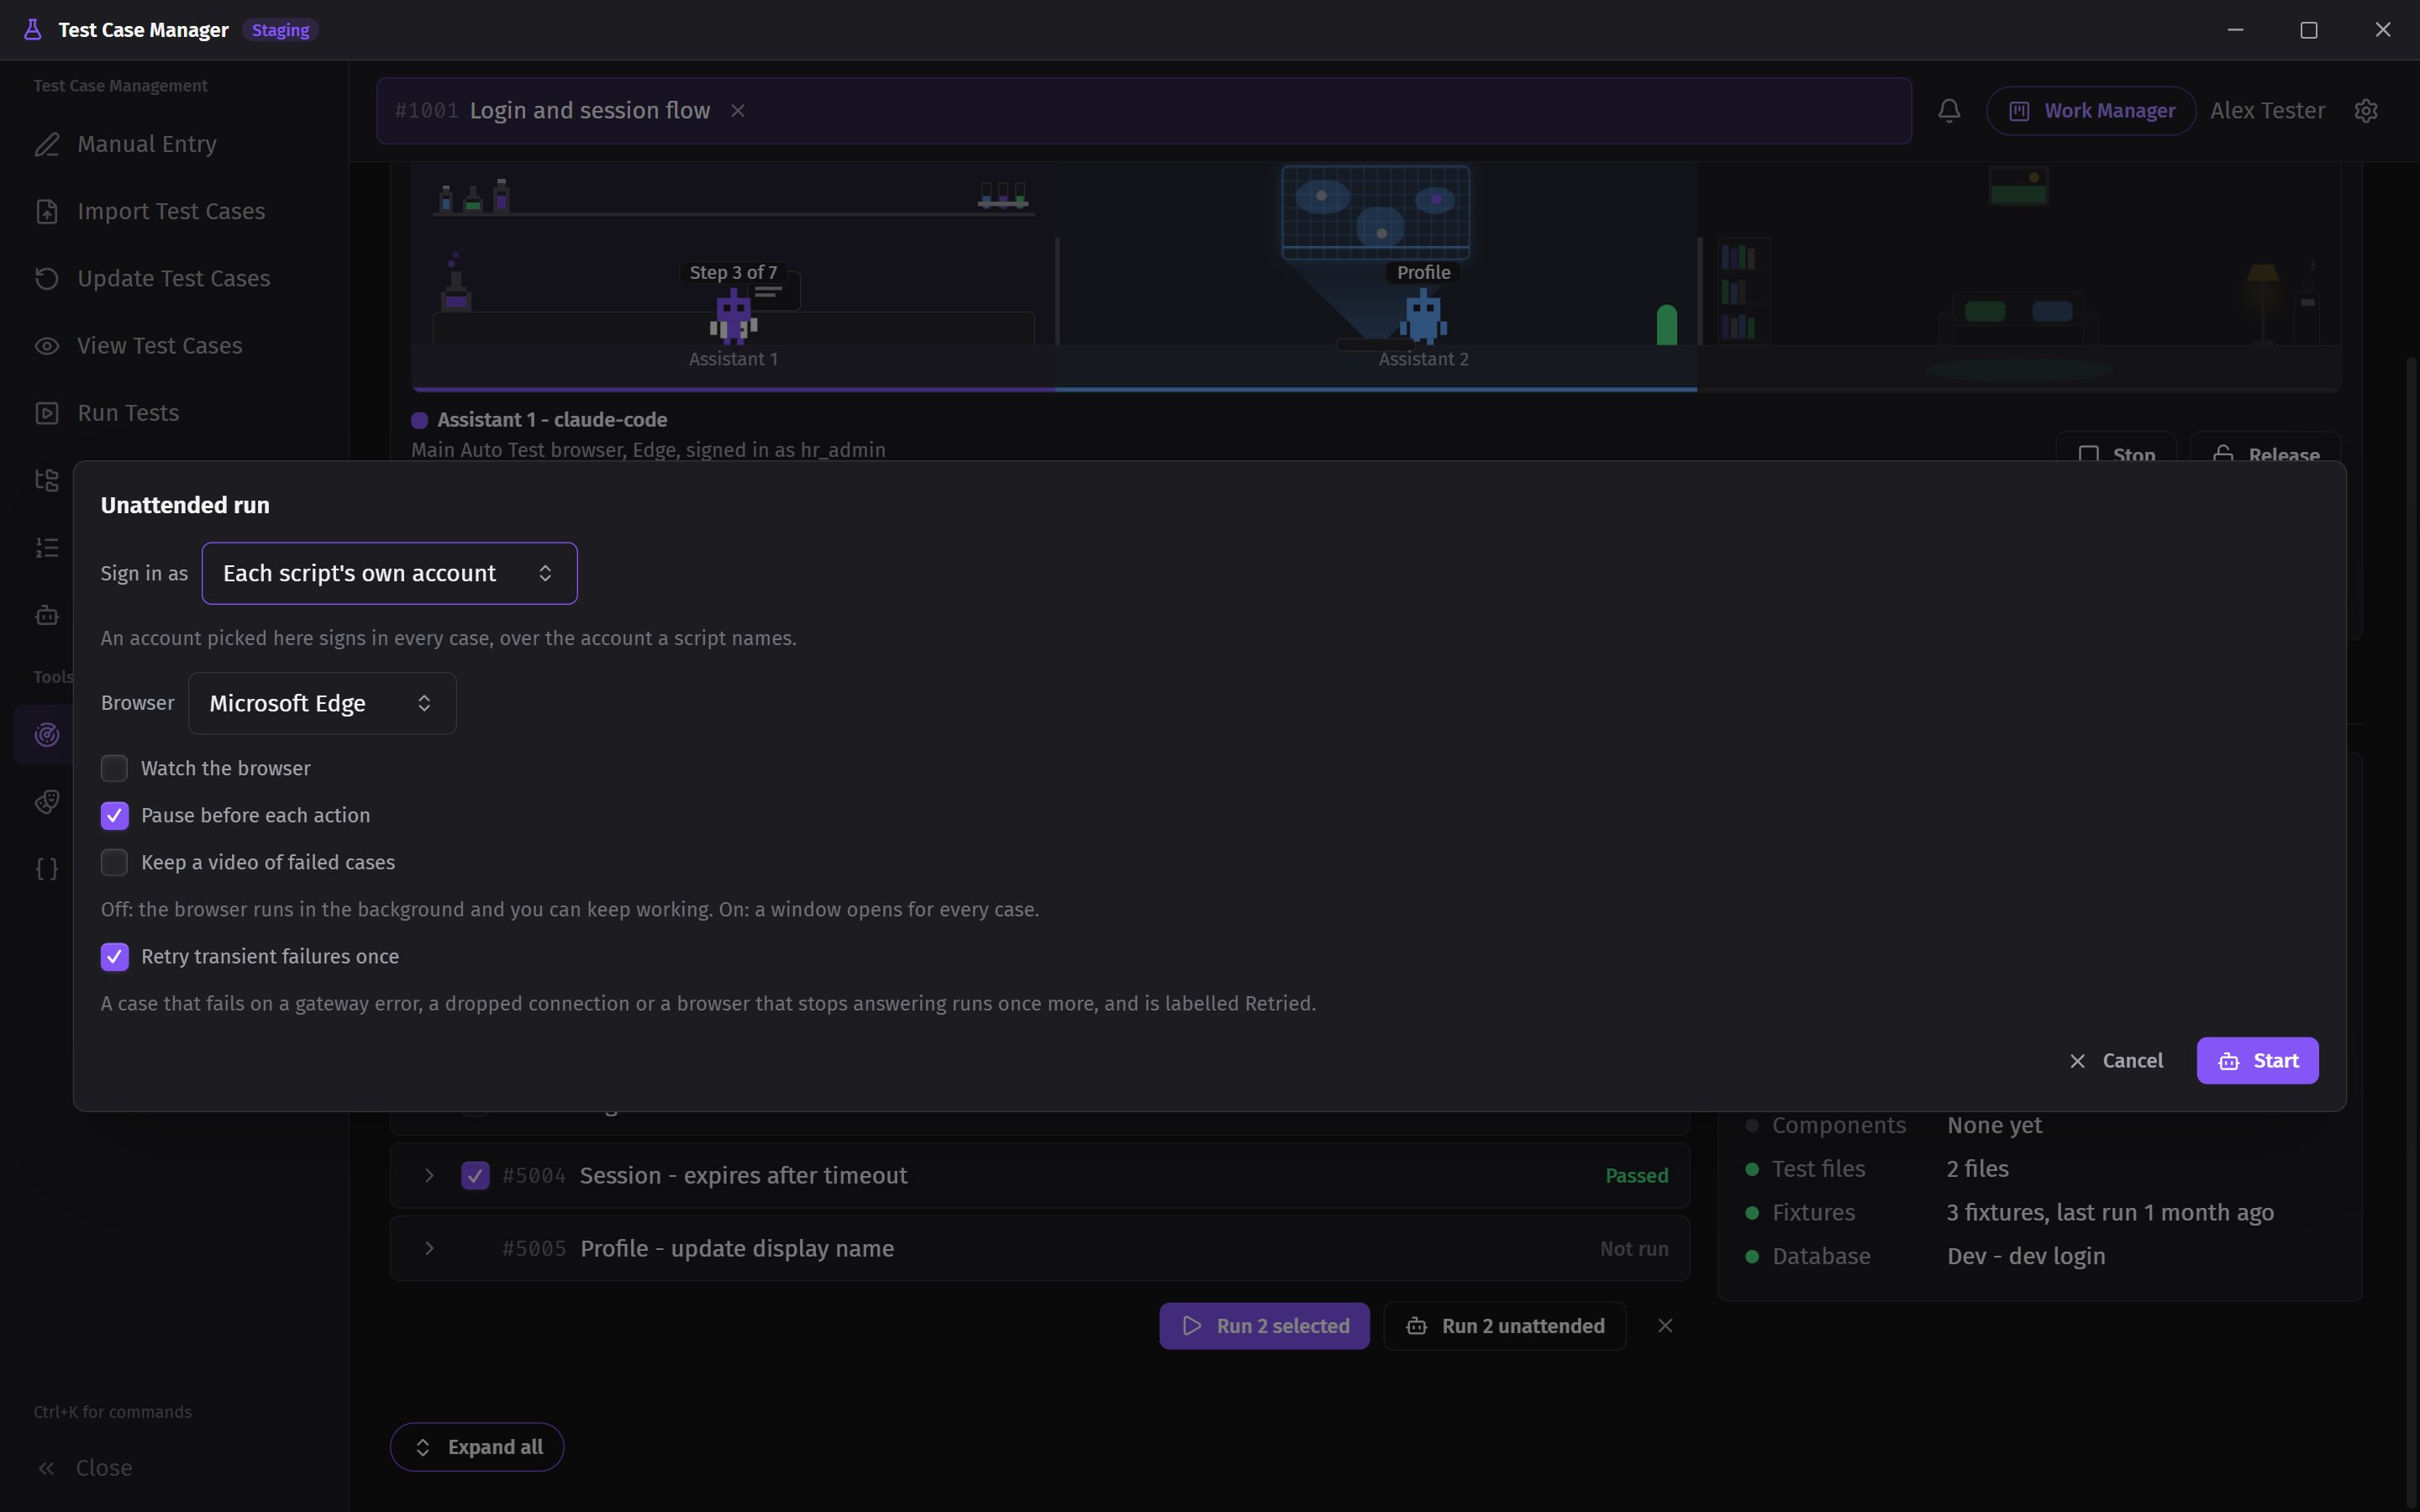 Test Case Manager Staging
Test Case Management
Manual Entry
Import Test Cases
Update Test Cases
View Test Cases
Run Tests
Tools
Ctrl+K for commands
Close
#1001 Login and session flow
Work Manager
Alex Tester
Step 3 of 7
Profile
Assistant 1
Assistant 2
Assistant 1 - claude-code
Main Auto Test browser, Edge, signed in as hr_admin
Stop
Release
Unattended run
Sign in as Each script's own account
An account picked here signs in every case, over the account a script names.
Browser Microsoft Edge
Watch the browser
Pause before each action
Keep a video of failed cases
Off: the browser runs in the background and you can keep working. On: a window opens for every case.
Retry transient failures once
A case that fails on a gateway error, a dropped connection or a browser that stops answering runs once more, and is labelled Retried.
Cancel
Start
#5004 Session - expires after timeout Passed
#5005 Profile - update display name Not run
Run 2 selected
Run 2 unattended
Expand all
Components None yet
Test files 2 files
Fixtures 3 fixtures, last run 1 month ago
Database Dev - dev login